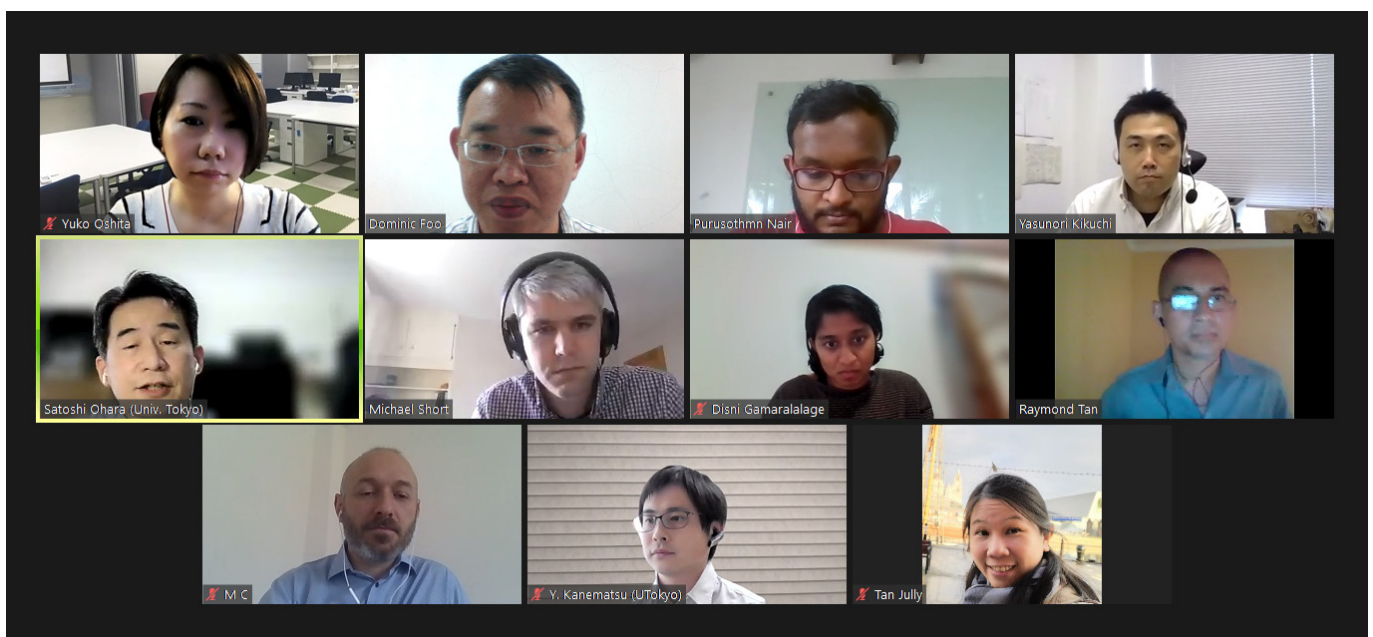 Yuko Oshita
Dominic Foo
Purusothmn Nair
Yasunori Kikuchi
Satoshi Ohara (Univ. Tokyo)
Michael Short
Disni Gamaralalage
Raymond Tan
M C
Y. Kanematsu (UTokyo)
Tan Jully